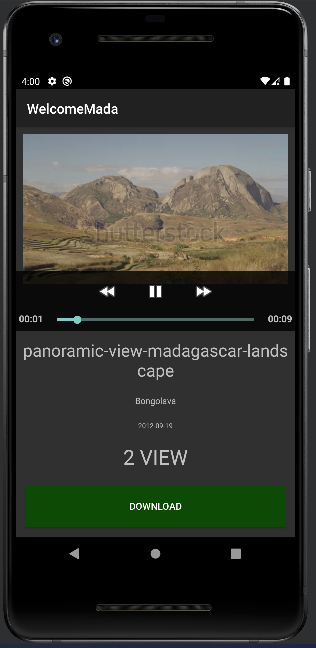 4:00
WelcomeMada
shutterstock
00:01
00:09
panoramic-view-madagascar-lands
cape
Bongolava
2012-09-19
2 VIEW
DOWNLOAD